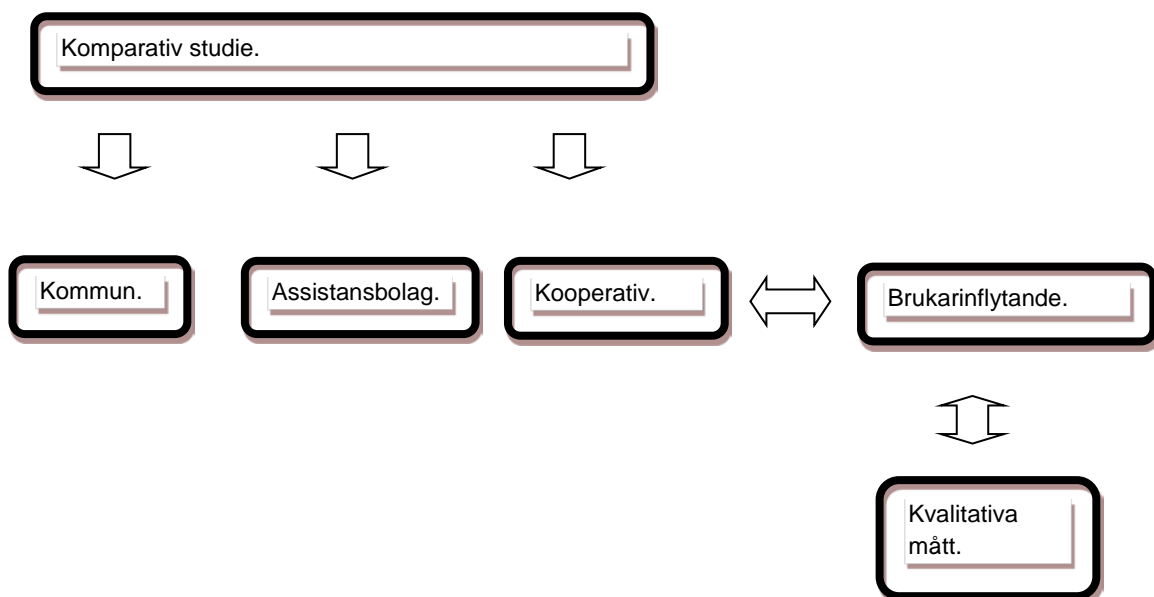 Komparativ studie.
Kommun.
Assistansbolag.
Kooperativ.
Brukarinflytande.
Kvalitativa
mått.